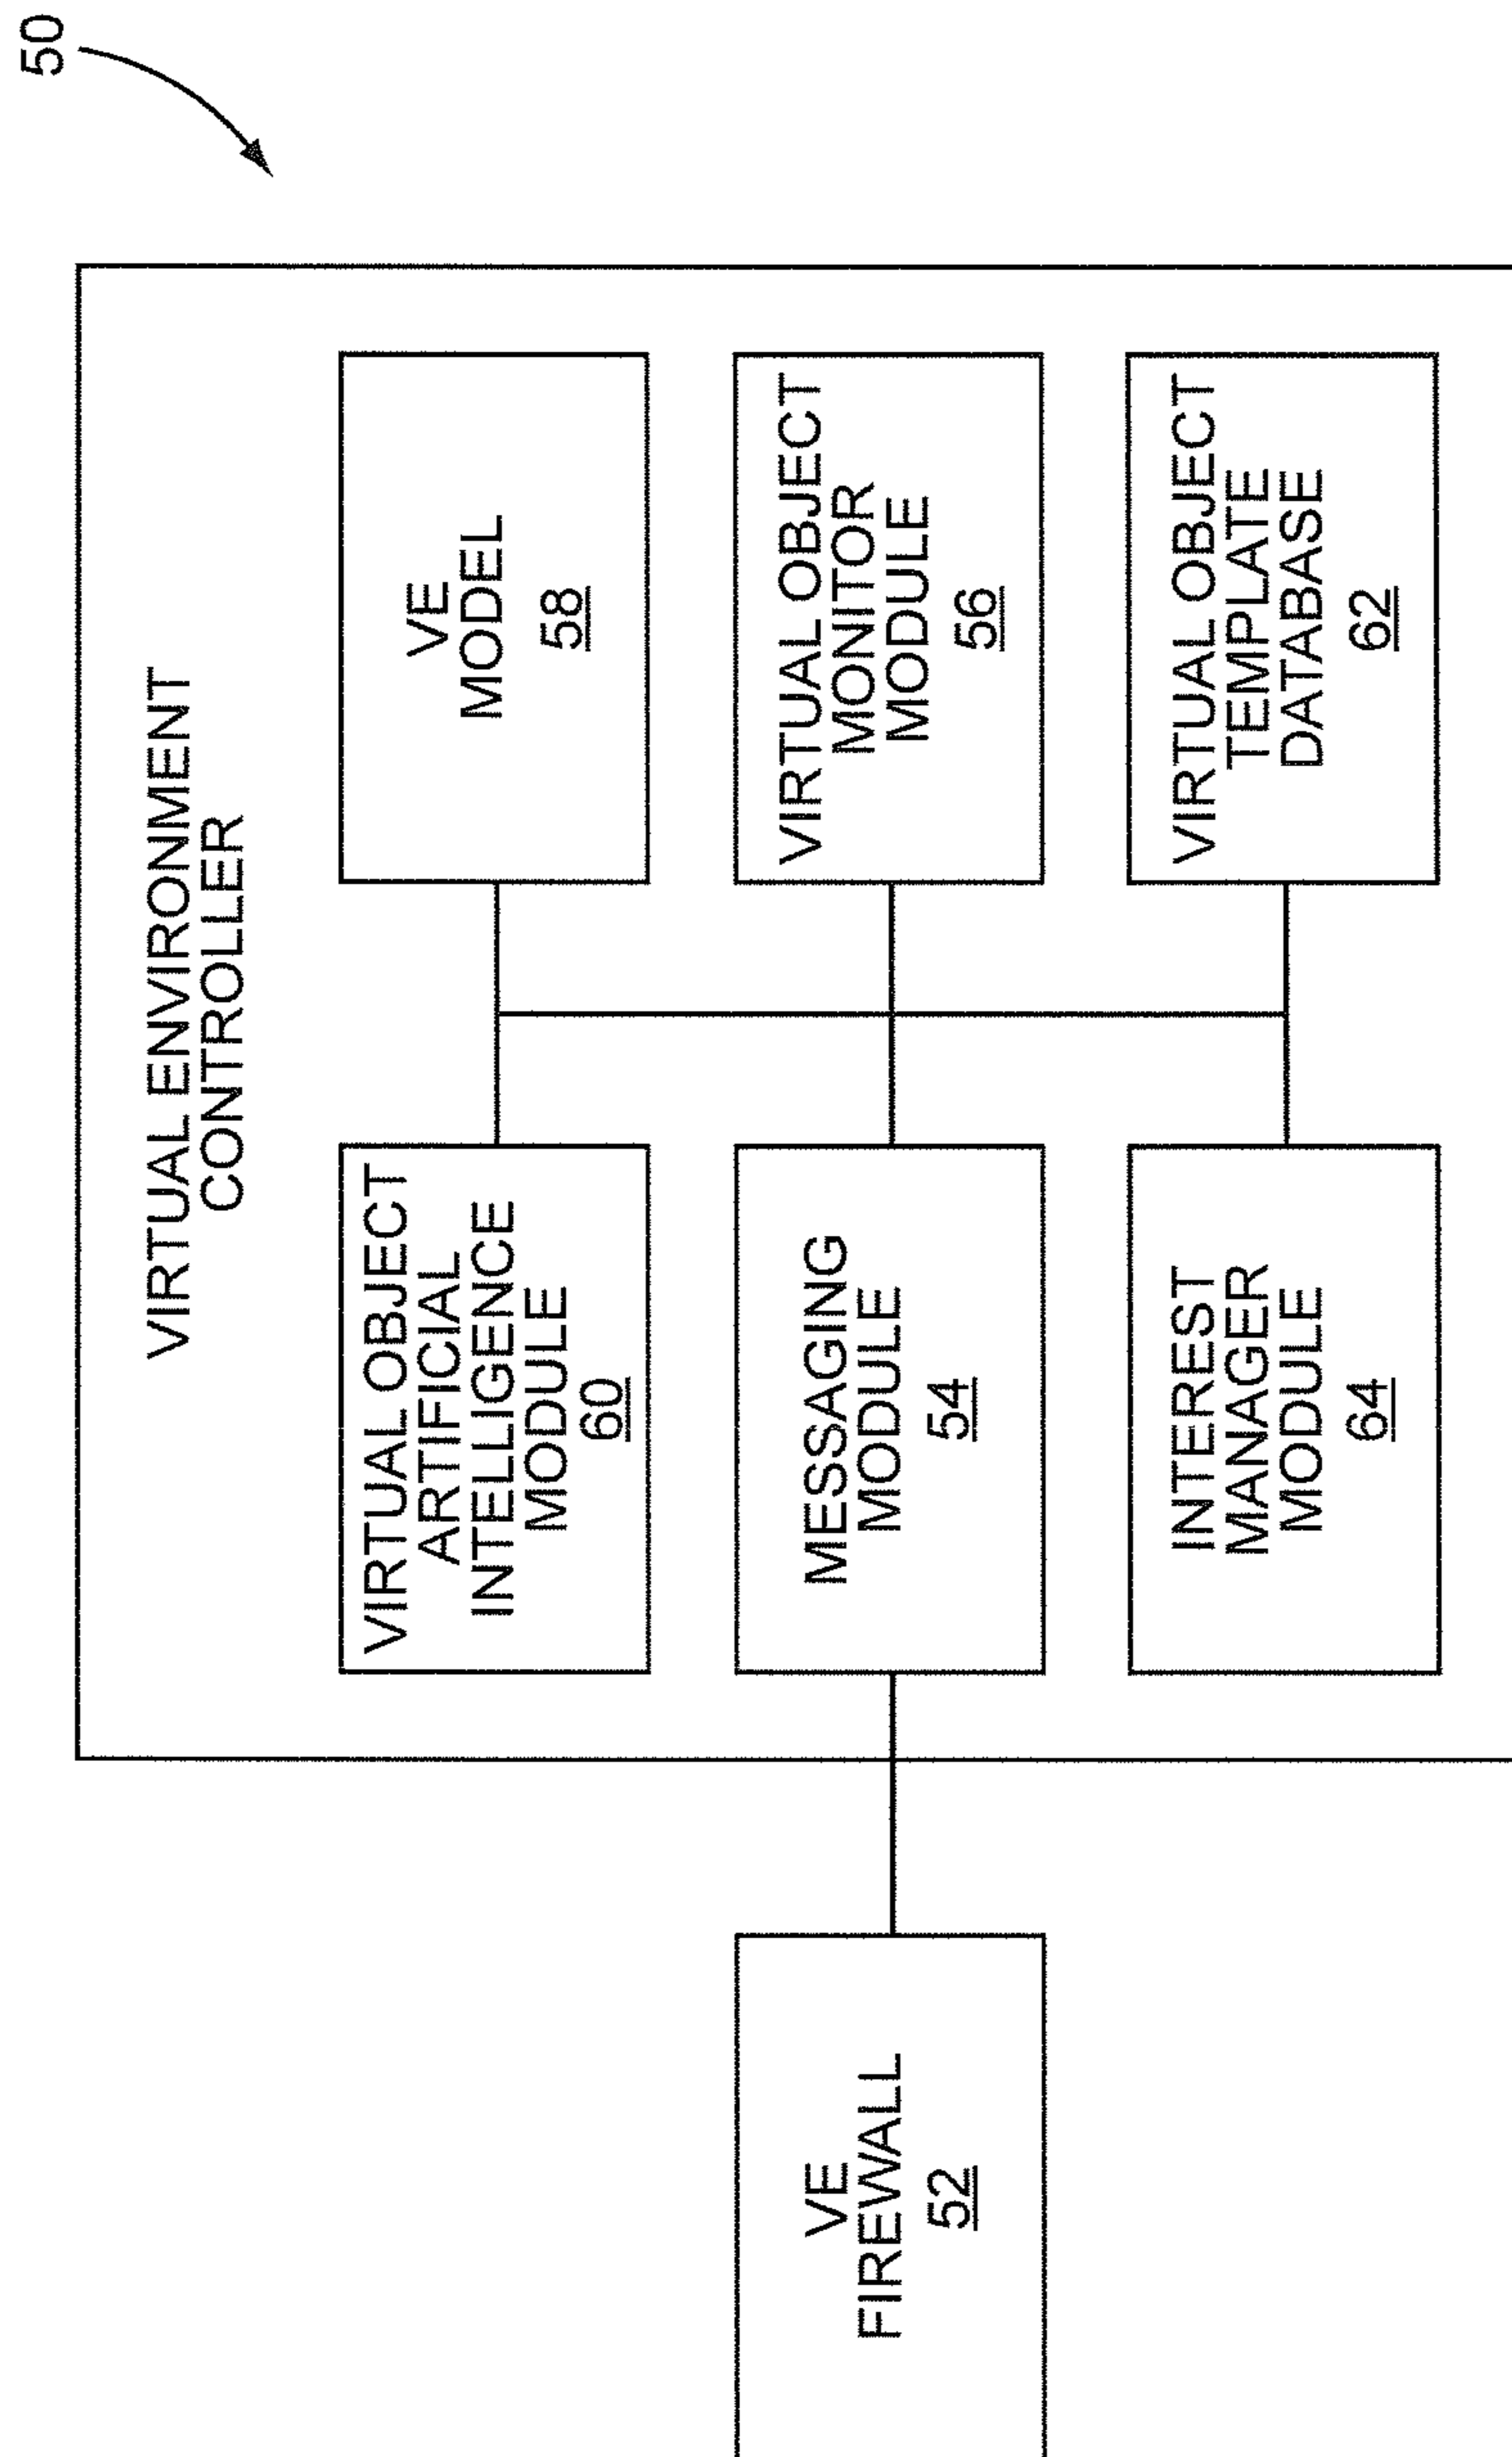 50
VIRTUAL ENVIRONMENT
CONTROLLER
VIRTUAL OBJECT
ARTIFICIAL
INTELLIGENCE
MODULE
60
VE
MODEL
58
VE
FIREWALL
52
MESSAGING
MODULE
54
VIRTUAL OBJECT
MONITOR
MODULE
56
INTEREST
MANAGER
MODULE
64
VIRTUAL OBJECT
TEMPLATE
DATABASE
62